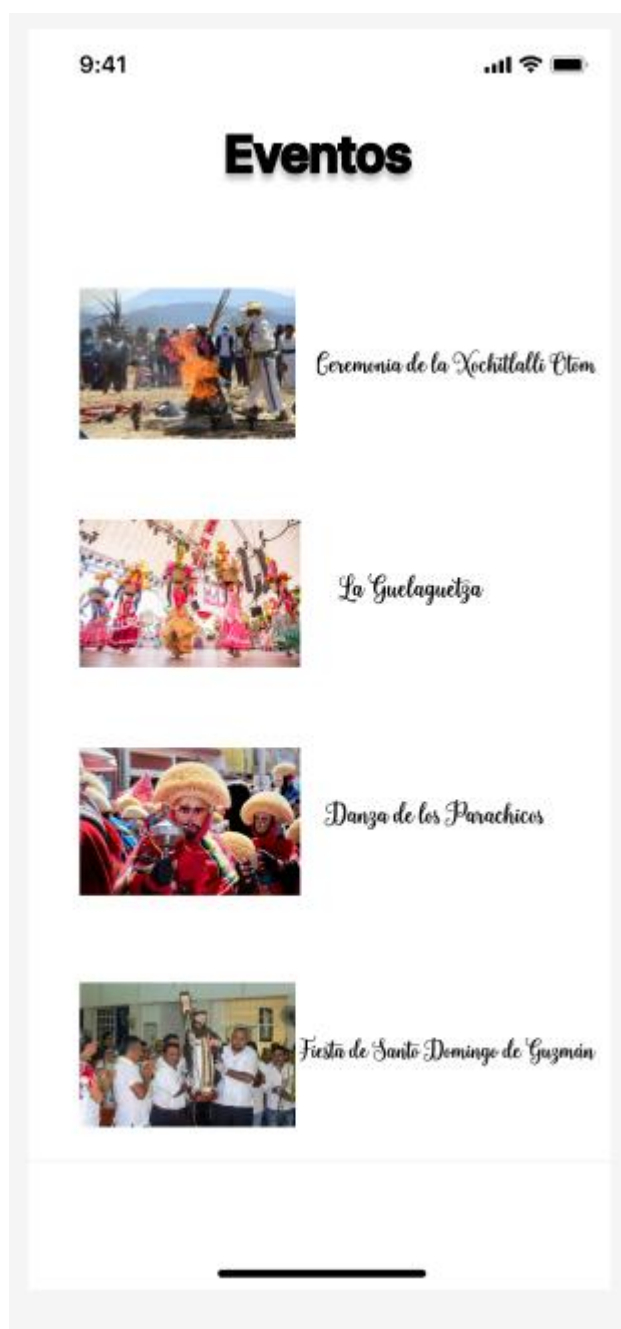 9:41
Eventos
Ceremonia de la Xochitlalli Otom
La Guelaguetza
Danza de los Parachicos
Fiesta de Santo Domingo de Guzmán